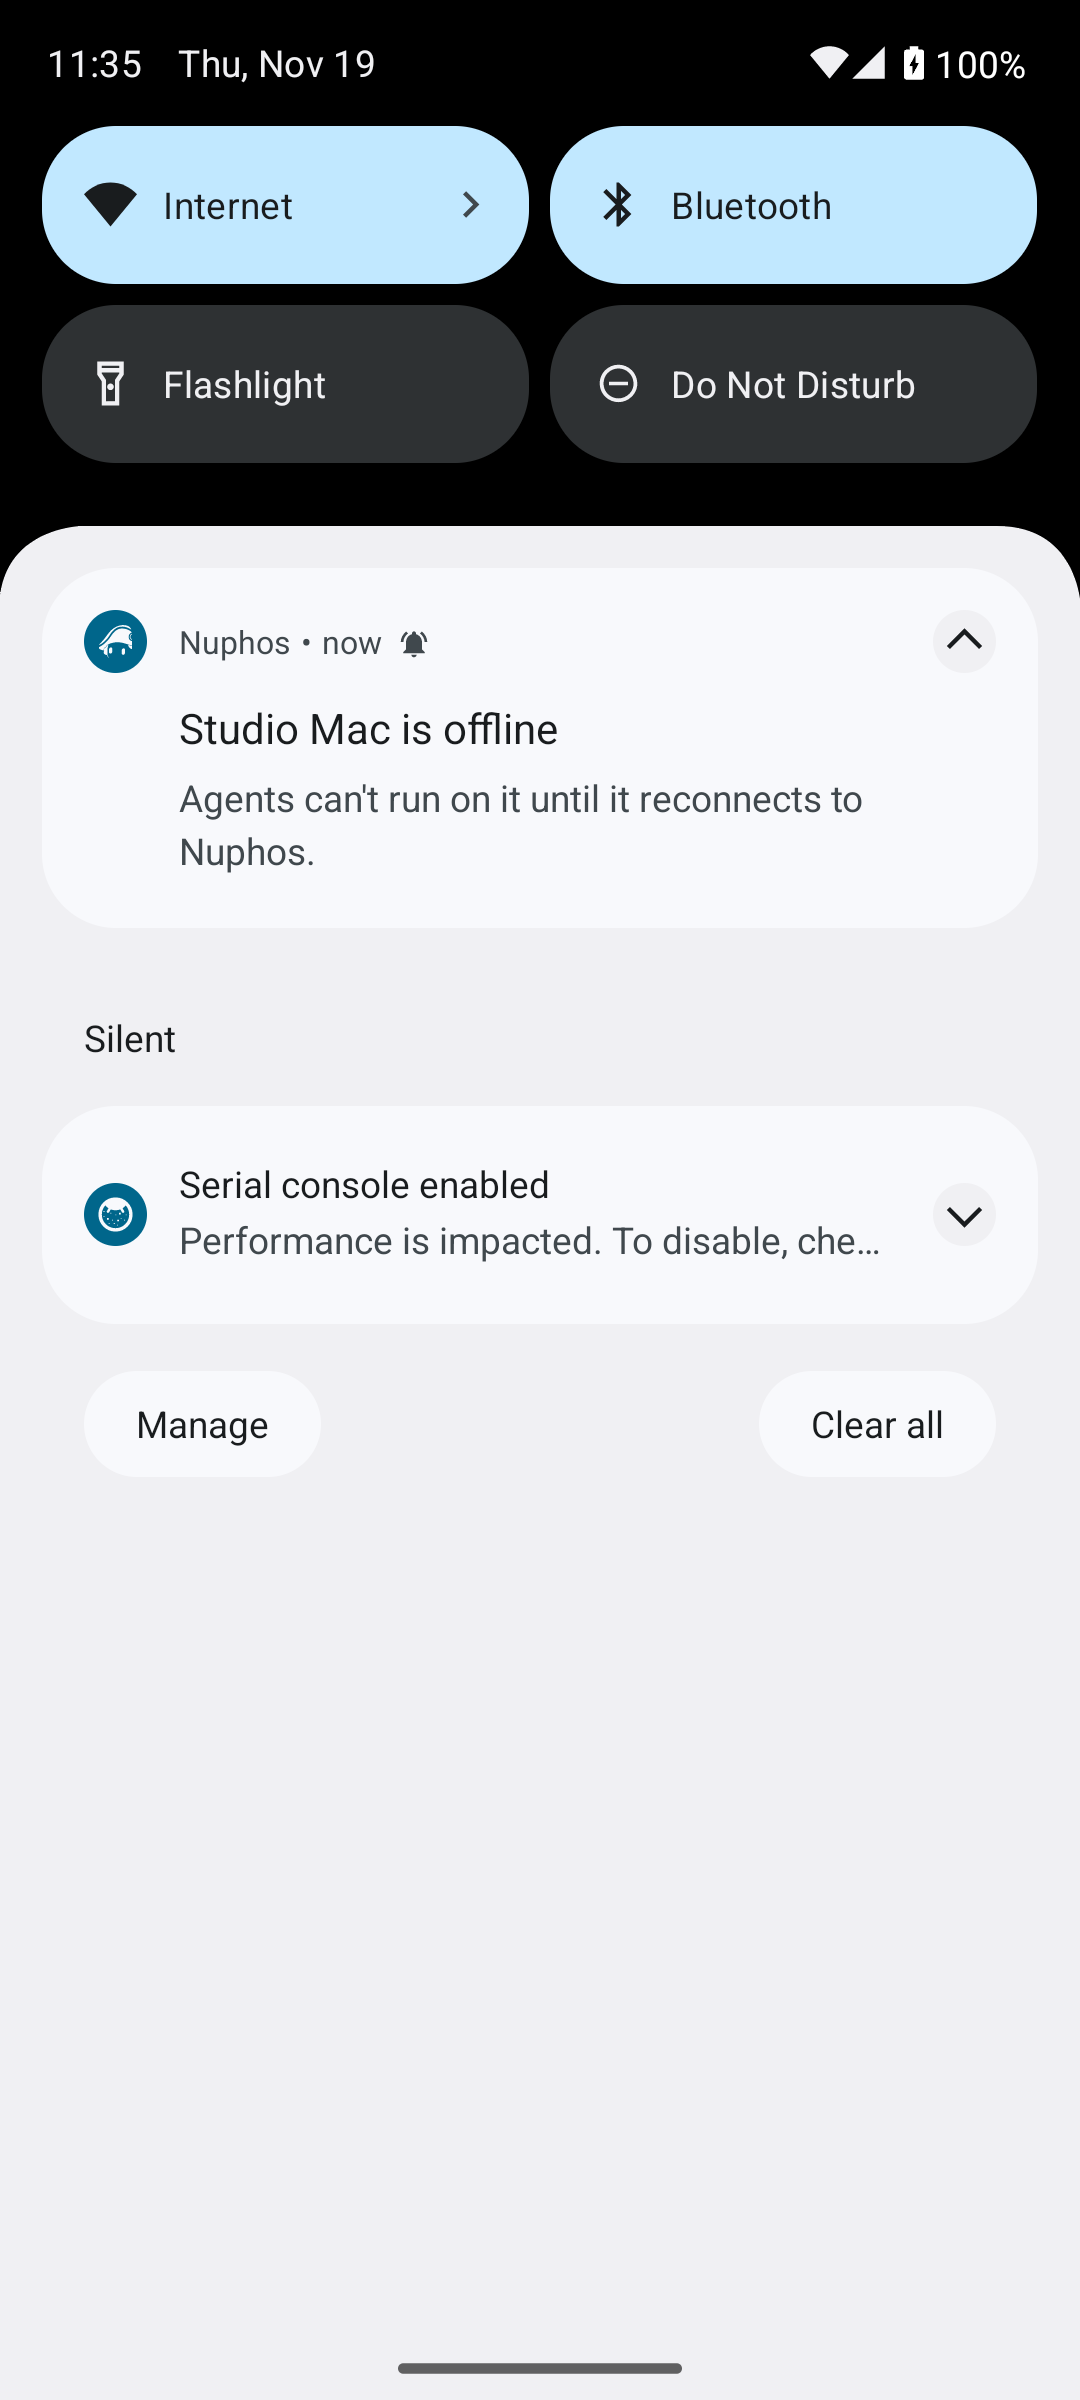 11:35 Thu, Nov 19 100%
Internet Bluetooth
Flashlight Do Not Disturb
Nuphos • now
Studio Mac is offline
Agents can't run on it until it reconnects to
Nuphos.
Silent
Serial console enabled
Performance is impacted. To disable, che…
Manage Clear all